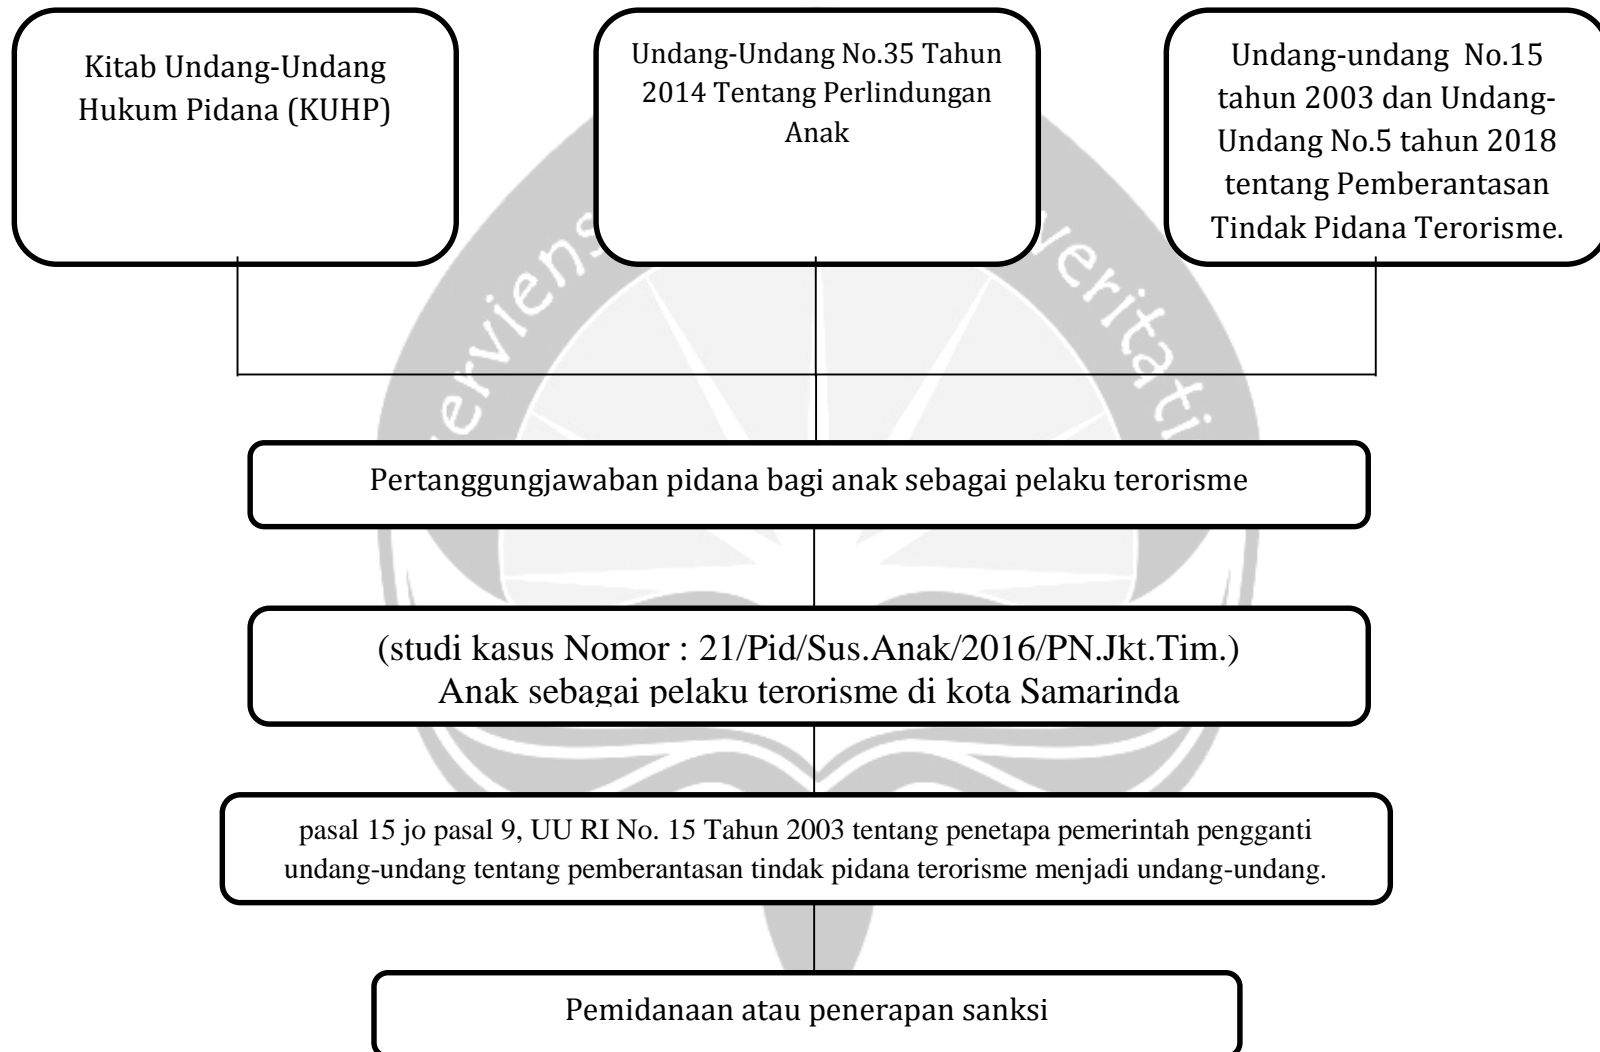 Kitab Undang-Undang
Hukum Pidana (KUHP)
Undang-Undang No.35 Tahun
2014 Tentang Perlindungan
Anak
Undang-undang No.15
tahun 2003 dan Undang-
Undang No.5 tahun 2018
tentang Pemberantasan
Tindak Pidana Terorisme.
Pertanggungjawaban pidana bagi anak sebagai pelaku terorisme
(studi kasus Nomor : 21/Pid/Sus.Anak/2016/PN.Jkt.Tim.)
Anak sebagai pelaku terorisme di kota Samarinda
pasal 15 jo pasal 9, UU RI No. 15 Tahun 2003 tentang penetapa pemerintah pengganti
undang-undang tentang pemberantasan tindak pidana terorisme menjadi undang-undang.
Pemidanaan atau penerapan sanksi